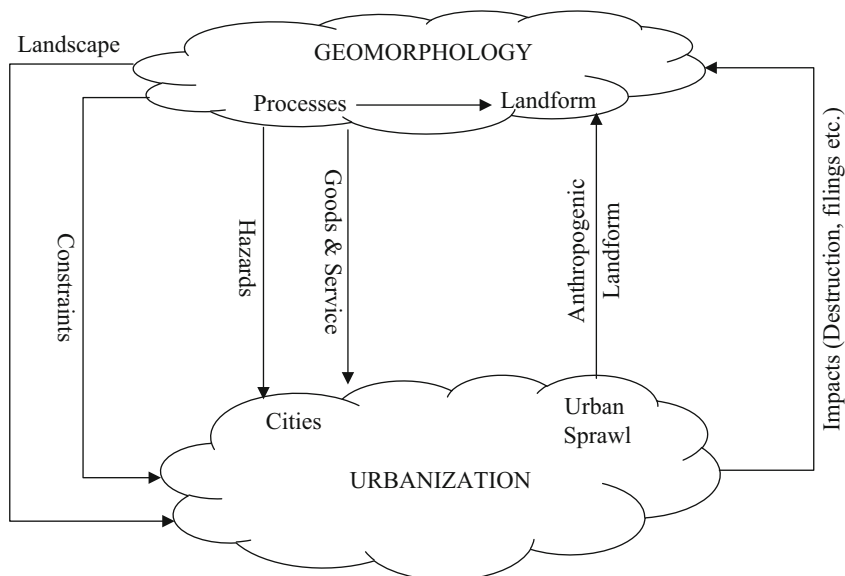 Landscape
GEOMORPHOLOGY
Processes
Landform
Constraints
Hazards
Goods & Service
Anthropogenic
Landform
Impacts (Destruction, filings etc.)
Cities
Urban
Sprawl
URBANIZATION